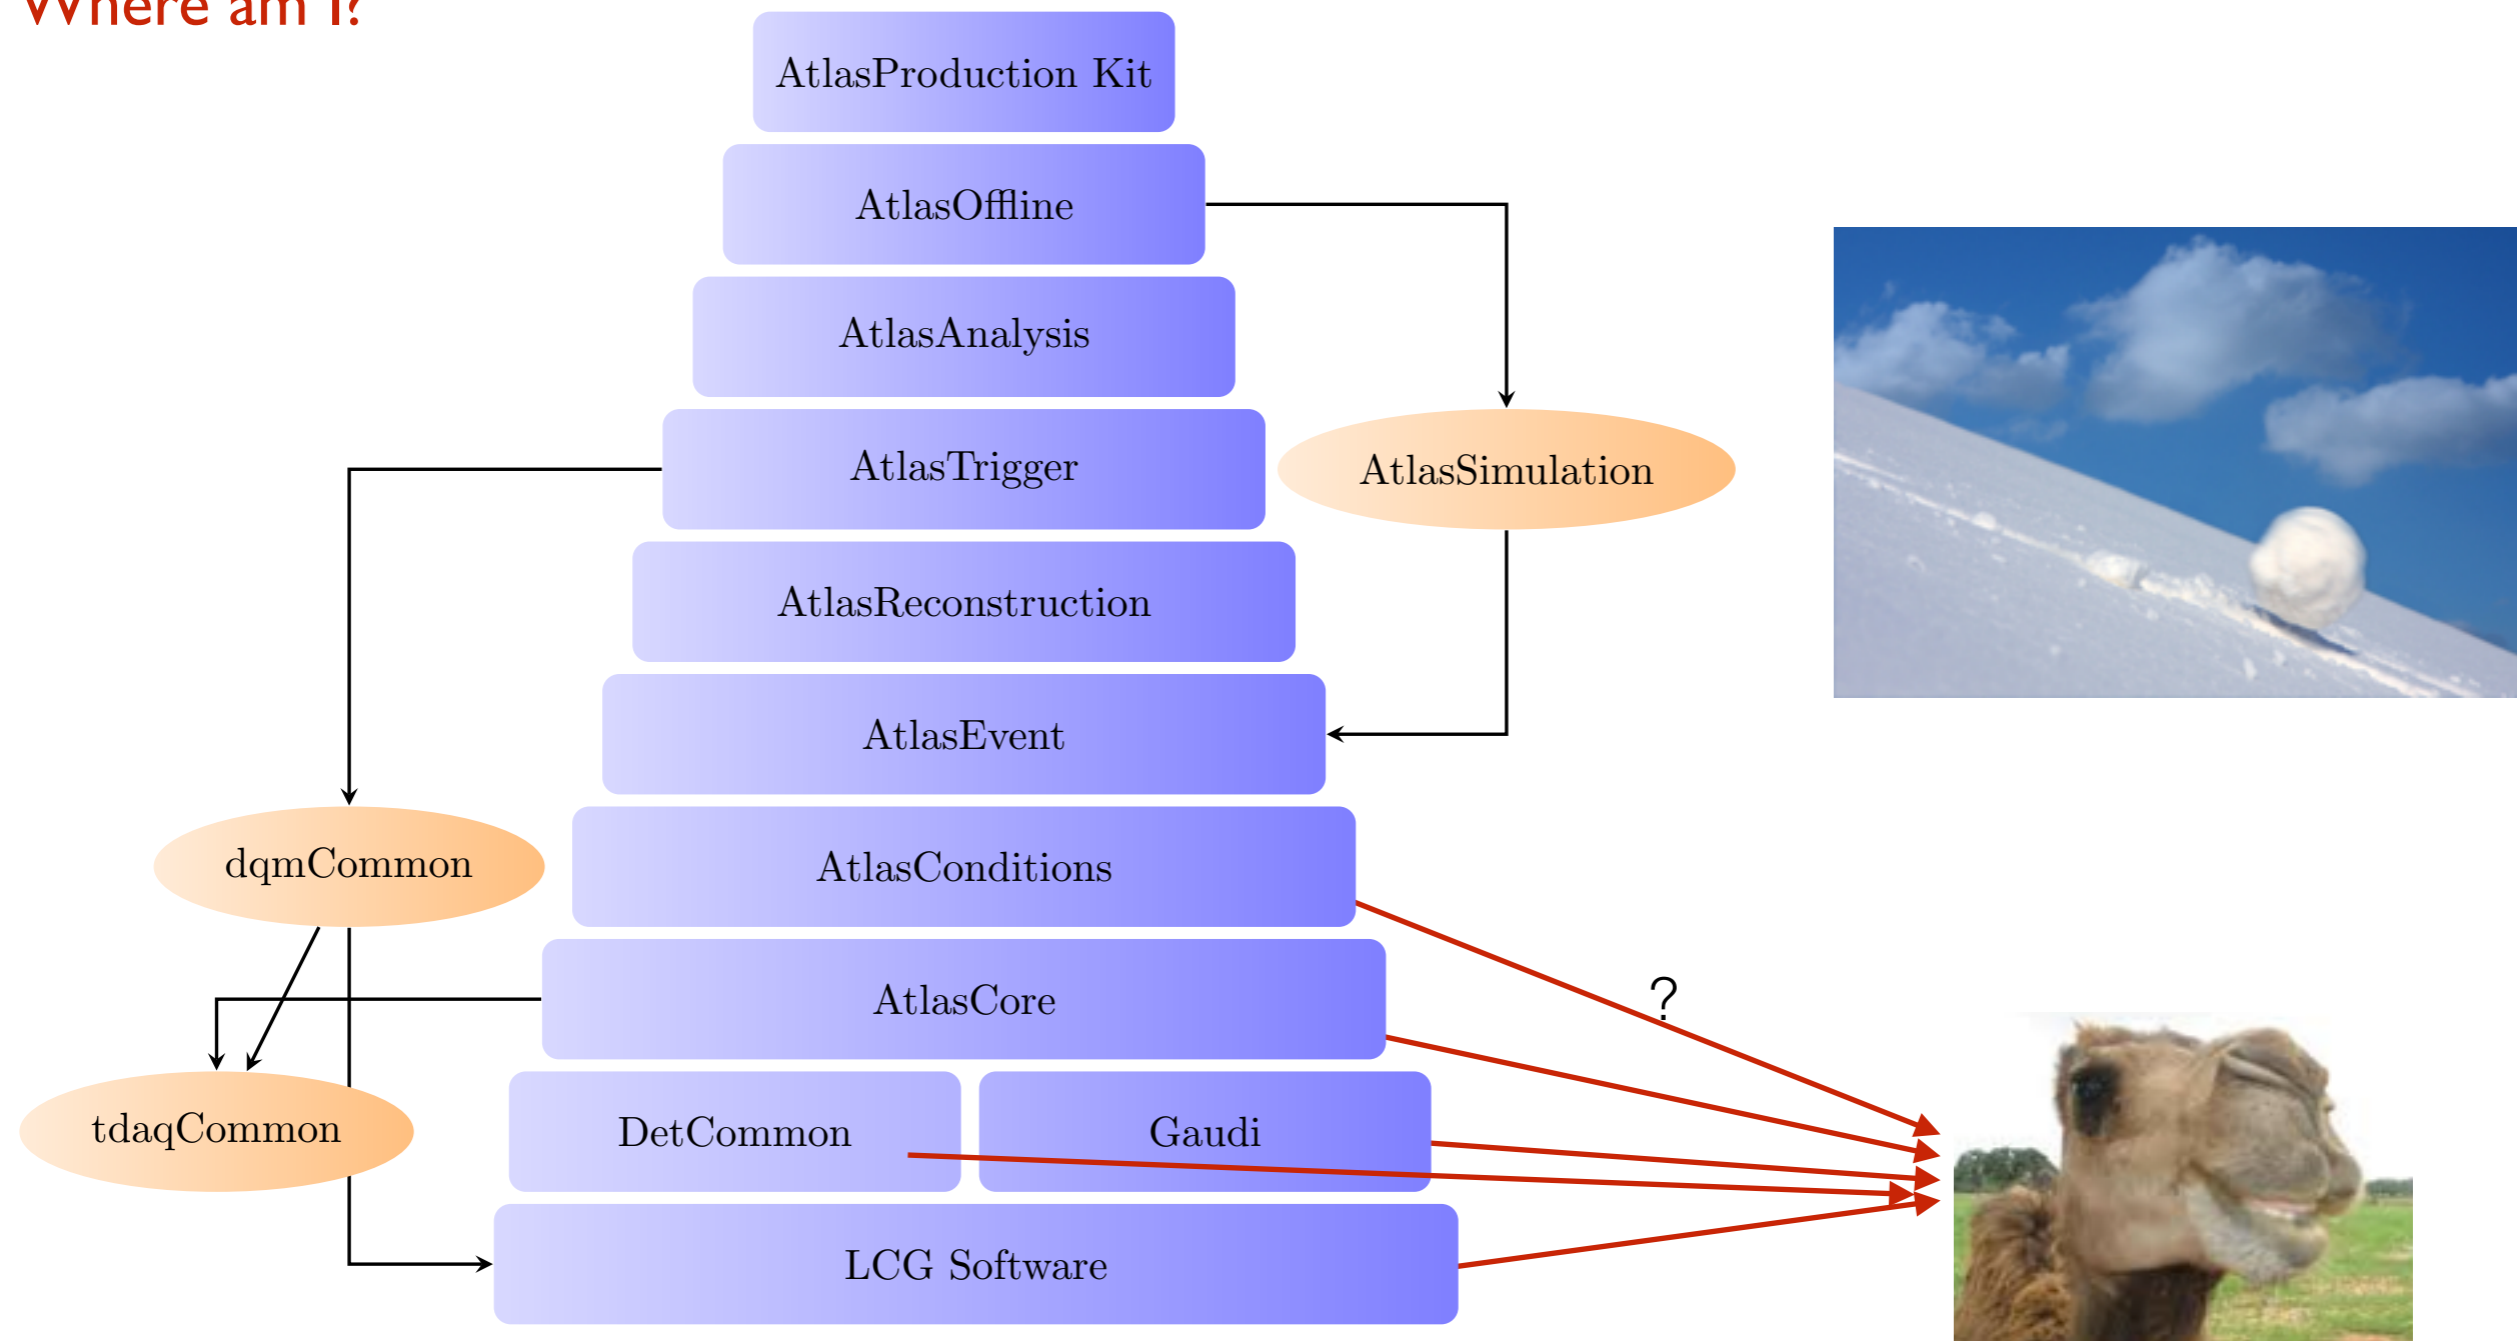 Where am I?
AtlasProduction Kit
AtlasOffline
AtlasAnalysis
AtlasTrigger
AtlasSimulation
AtlasReconstruction
AtlasEvent
dqmCommon
AtlasConditions
AtlasCore
?
tdaqCommon
DetCommon
Gaudi
LCG Software